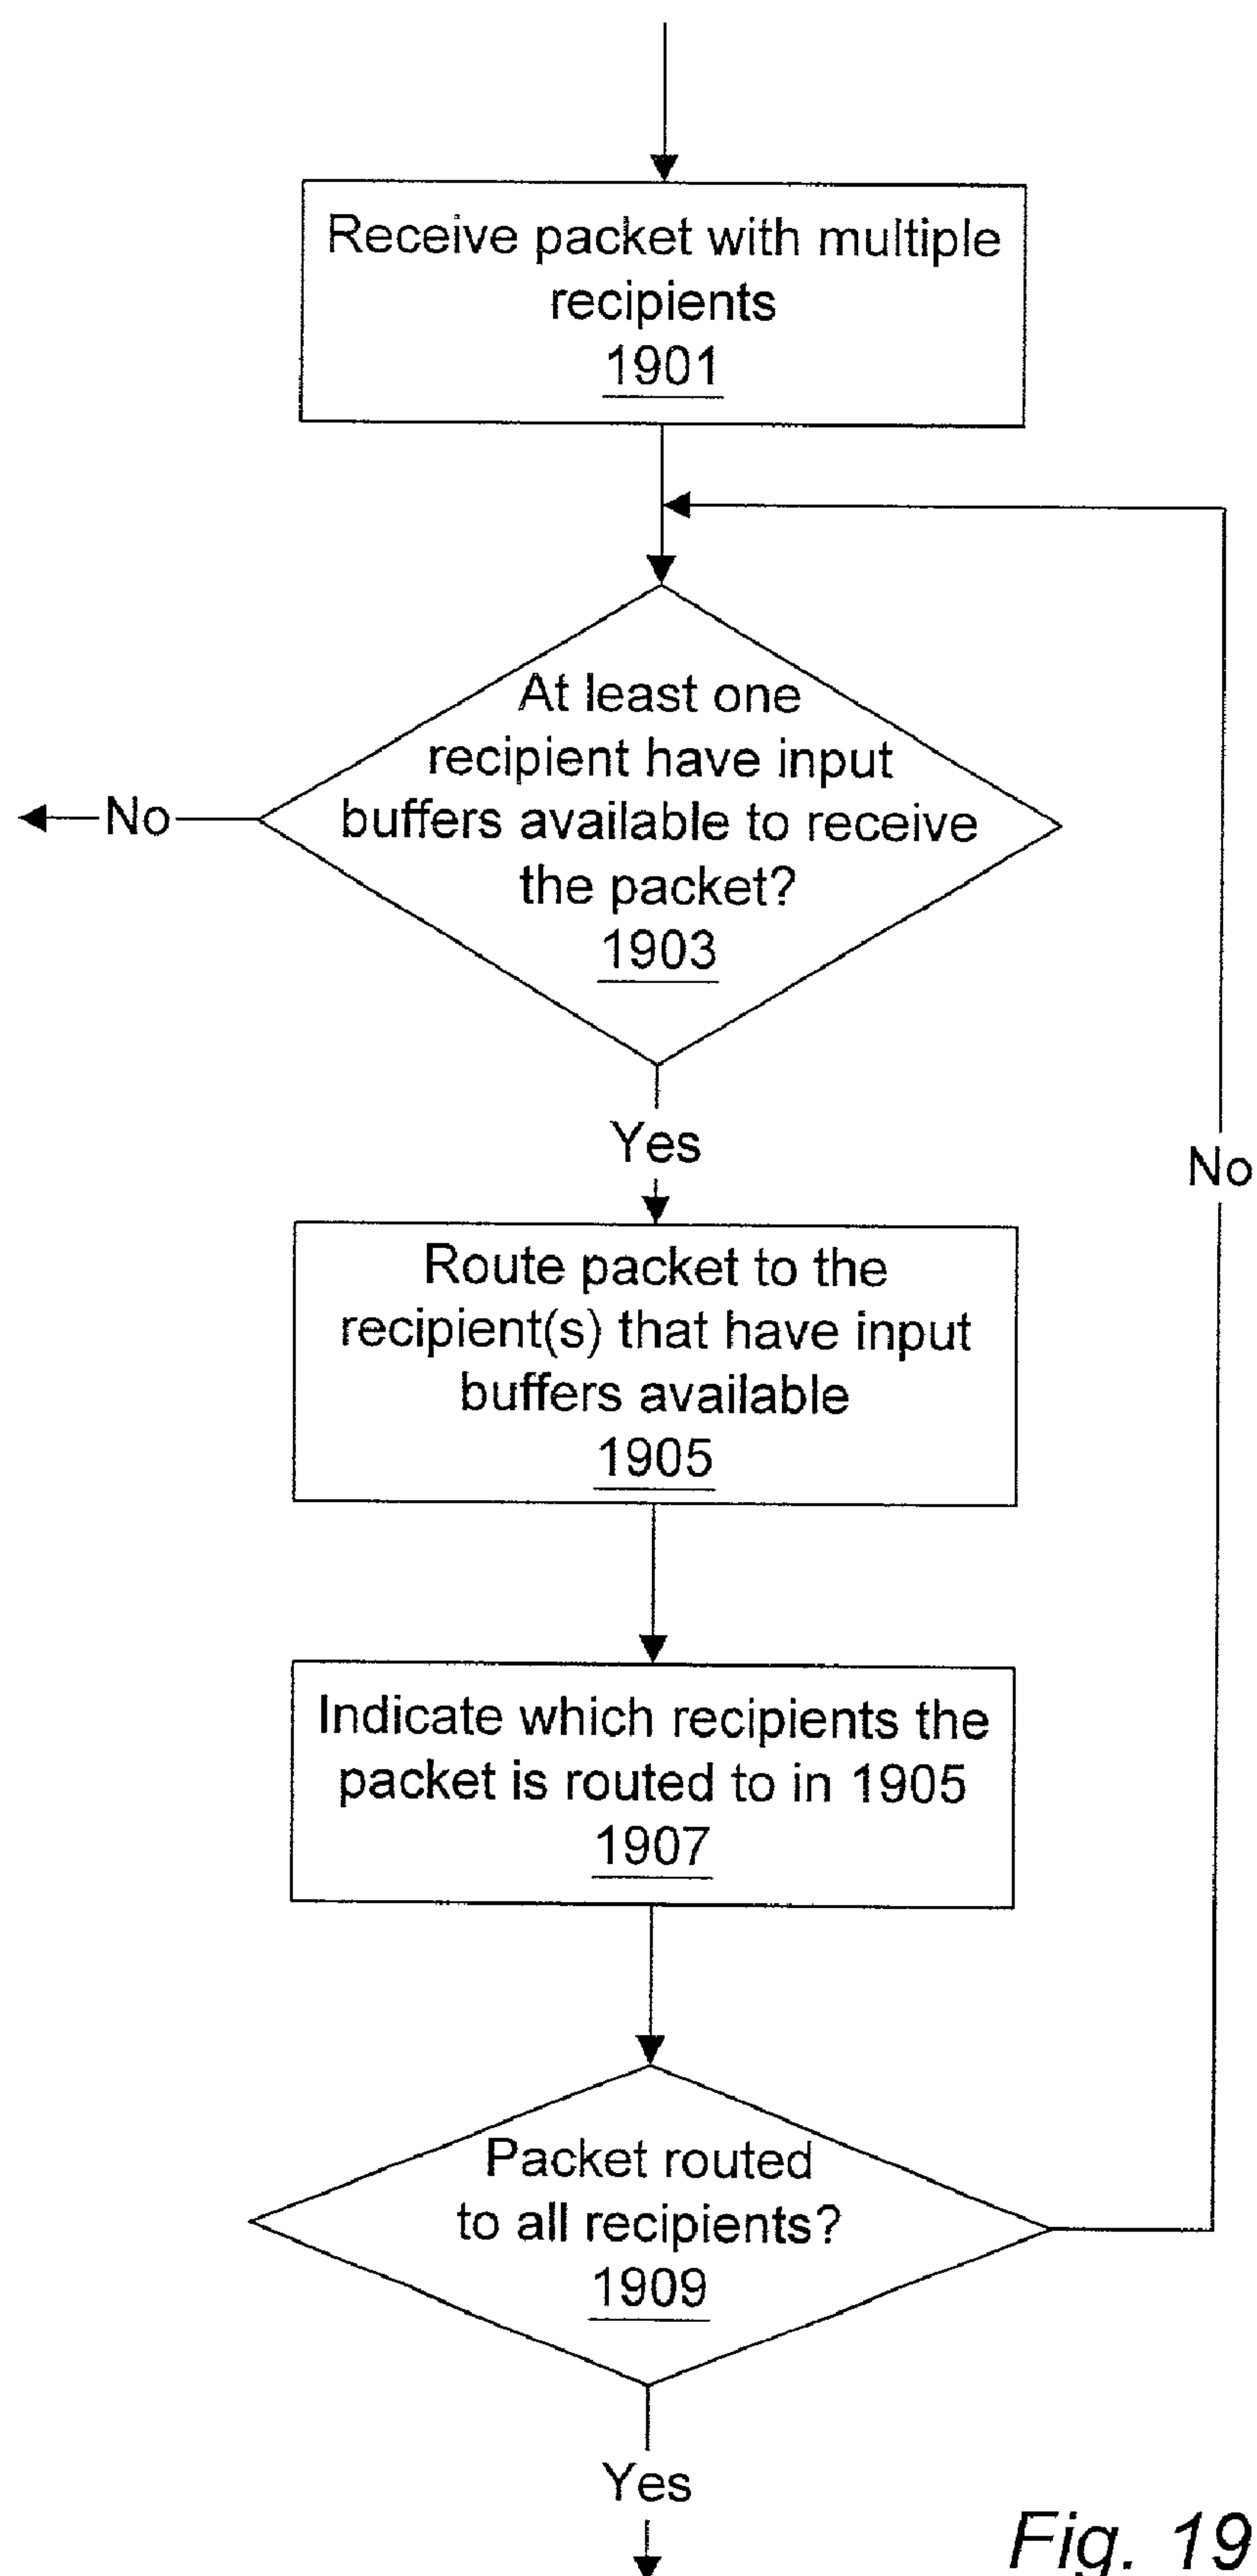 Receive packet with multiple
recipients
1901
At least one
recipient have input
buffers available to receive
the packet?
1903
No
Yes
No
Route packet to the
recipient(s) that have input
buffers available
1905
Indicate which recipients the
packet is routed to in 1905
1907
Packet routed
to all recipients?
1909
Yes
Fig. 19